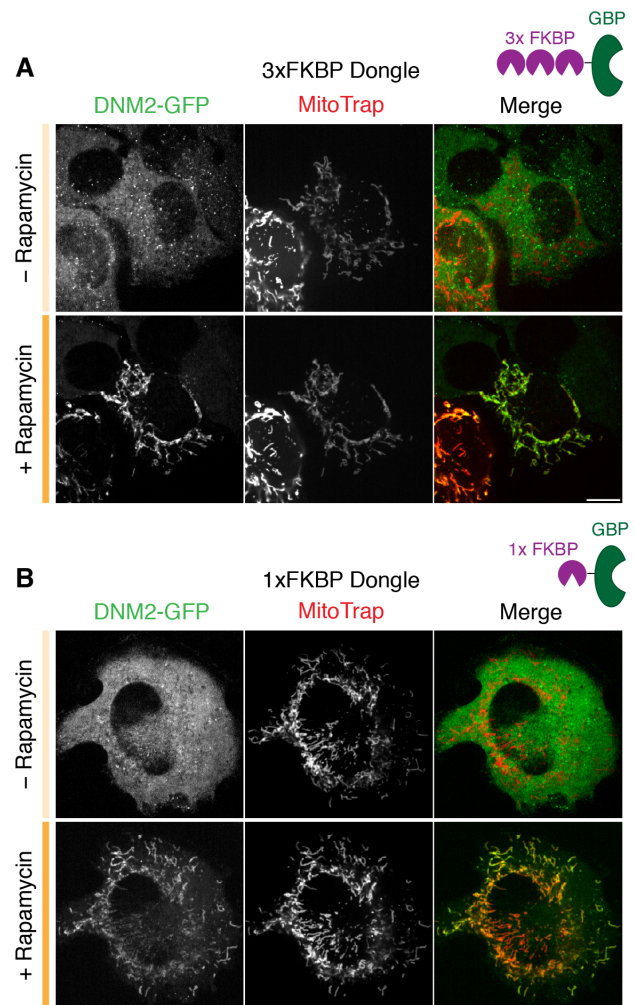 GBP
3x FKBP
A
3xFKBP Dongle
DNM2-GFP MitoTrap Merge
– Rapamycin
+ Rapamycin
GBP
1x FKBP
B
1xFKBP Dongle
DNM2-GFP MitoTrap Merge
– Rapamycin
+ Rapamycin